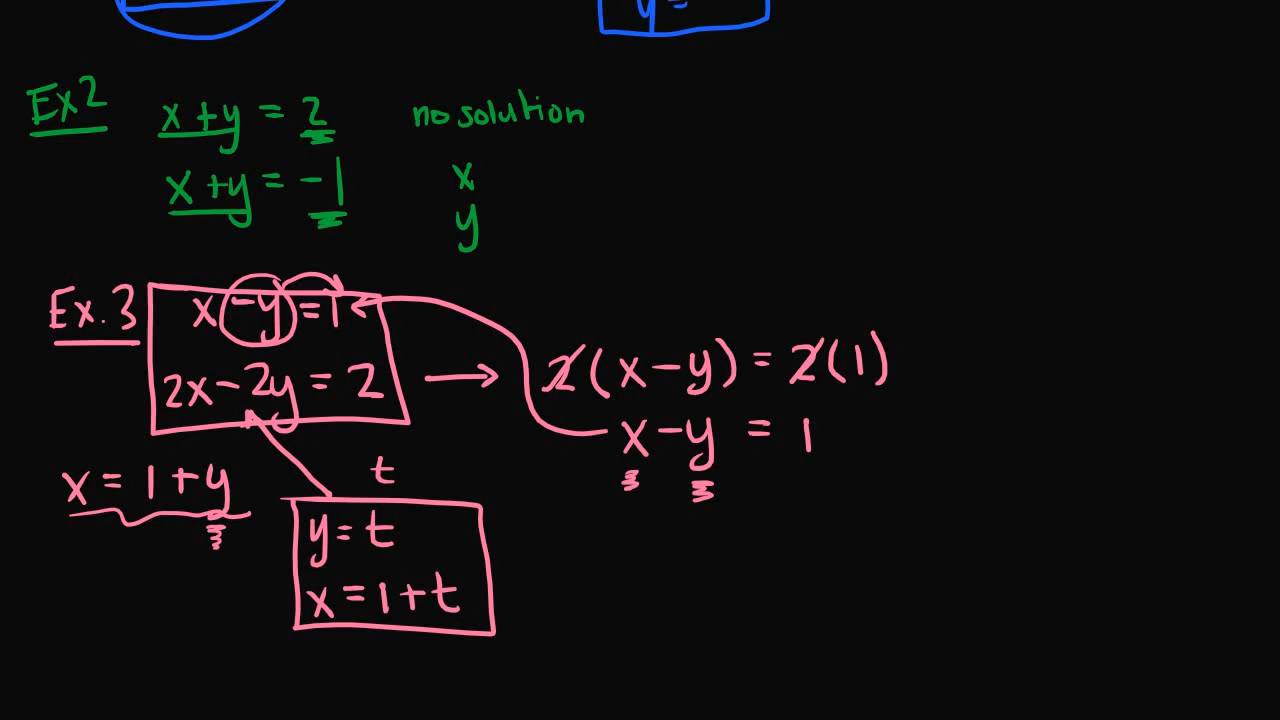 y =
Ex2 x + y = 2 no solution
x + y = -1 x
y
Ex. 3 x - y = 1
2x - 2y = 2 → 2(x - y) = 2(1)
x - y = 1
x = 1 + y t
y = t
x = 1 + t